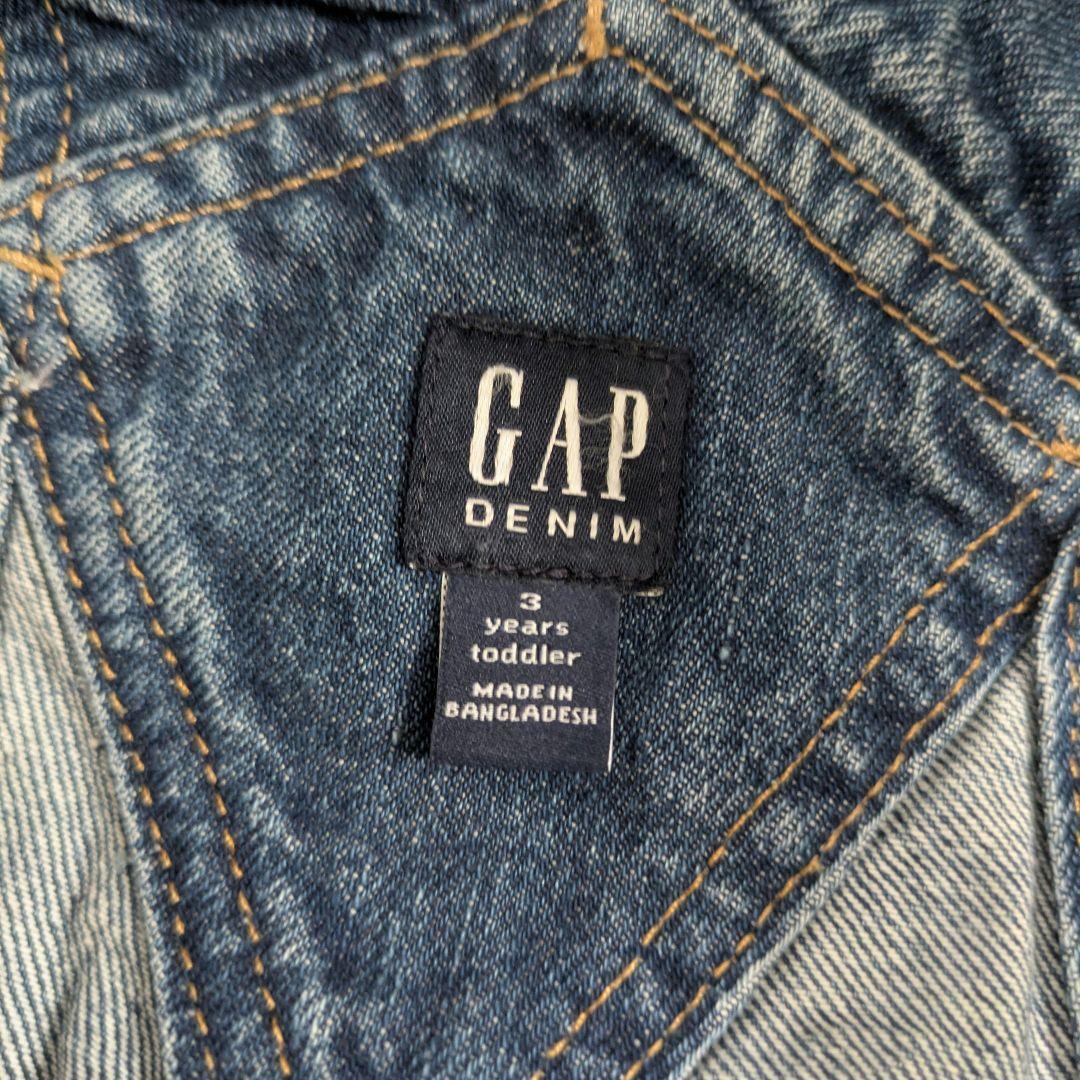 GAP
DENIM
3
years
toddler
MADE IN
BANGLADESH